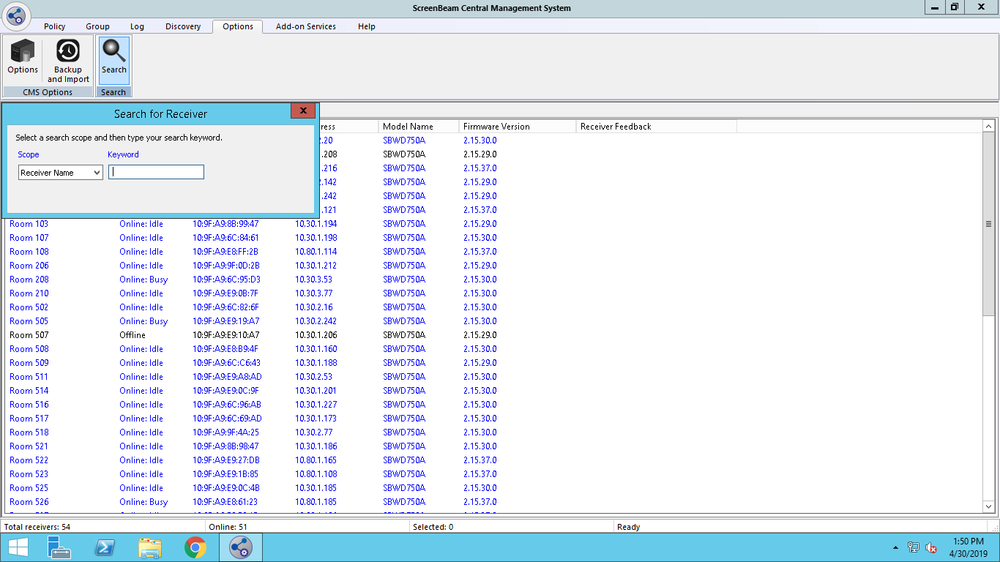 ScreenBeam Central Management System
Policy Group Log Discovery Options Add-on Services Help
Options Backup and Import Search
CMS Options Search
Search for Receiver
Select a search scope and then type your search keyword.
Scope Keyword
Receiver Name
ress Model Name Firmware Version Receiver Feedback
.20 SBWD750A 2.15.30.0
.208 SBWD750A 2.15.29.0
.216 SBWD750A 2.15.37.0
.142 SBWD750A 2.15.29.0
.242 SBWD750A 2.15.29.0
.121 SBWD750A 2.15.37.0
Room 103 Online: Idle 10:9F:A9:8B:99:47 10.30.1.194 SBWD750A 2.15.29.0
Room 107 Online: Idle 10:9F:A9:6C:84:61 10.30.1.198 SBWD750A 2.15.30.0
Room 108 Online: Idle 10:9F:A9:E8:FF:2B 10.80.1.114 SBWD750A 2.15.37.0
Room 206 Online: Idle 10:9F:A9:9F:0D:2B 10.30.1.212 SBWD750A 2.15.29.0
Room 208 Online: Busy 10:9F:A9:6C:95:D3 10.30.3.53 SBWD750A 2.15.30.0
Room 210 Online: Idle 10:9F:A9:E9:0B:7F 10.30.3.77 SBWD750A 2.15.30.0
Room 502 Online: Idle 10:9F:A9:6C:82:6F 10.30.2.16 SBWD750A 2.15.30.0
Room 505 Online: Busy 10:9F:A9:E9:19:A7 10.30.2.242 SBWD750A 2.15.30.0
Room 507 Offline 10:9F:A9:E9:10:A7 10.30.1.206 SBWD750A 2.15.29.0
Room 508 Online: Idle 10:9F:A9:E8:B9:4F 10.30.1.160 SBWD750A 2.15.30.0
Room 509 Online: Idle 10:9F:A9:6C:C6:43 10.30.1.188 SBWD750A 2.15.29.0
Room 511 Online: Idle 10:9F:A9:E9:A8:AD 10.30.2.53 SBWD750A 2.15.30.0
Room 514 Online: Idle 10:9F:A9:E9:0C:9F 10.30.1.201 SBWD750A 2.15.30.0
Room 516 Online: Idle 10:9F:A9:6C:96:AB 10.30.1.227 SBWD750A 2.15.30.0
Room 517 Online: Idle 10:9F:A9:6C:69:AD 10.30.1.173 SBWD750A 2.15.30.0
Room 518 Online: Idle 10:9F:A9:9F:4A:25 10.30.2.77 SBWD750A 2.15.30.0
Room 521 Online: Idle 10:9F:A9:8B:98:47 10.30.1.186 SBWD750A 2.15.30.0
Room 522 Online: Idle 10:9F:A9:E9:27:DB 10.80.1.165 SBWD750A 2.15.37.0
Room 523 Online: Idle 10:9F:A9:E9:1B:85 10.80.1.108 SBWD750A 2.15.37.0
Room 525 Online: Idle 10:9F:A9:E9:0C:4B 10.30.1.185 SBWD750A 2.15.30.0
Room 526 Online: Busy 10:9F:A9:E8:61:23 10.80.1.185 SBWD750A 2.15.37.0
Total receivers: 54 Online: 51 Selected: 0 Ready
1:50 PM
4/30/2019